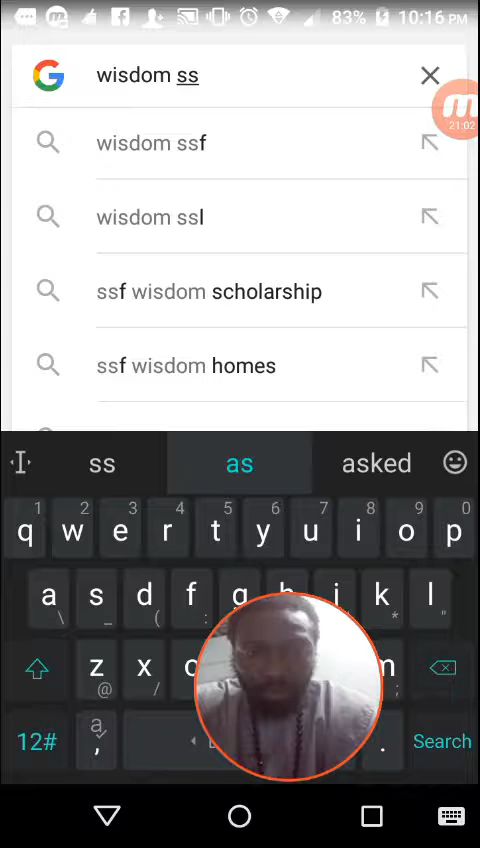 83% 10:16 PM
wisdom ss
21:02
wisdom ssf
wisdom ssl
ssf wisdom scholarship
ssf wisdom homes
ss as asked
1 2 3 4 5 6 7 8 9 0
q w e r t y u i o p
a s d f g h j k l
\ _ ( : * "
z x c m
@ / ;
a
12# , . Search